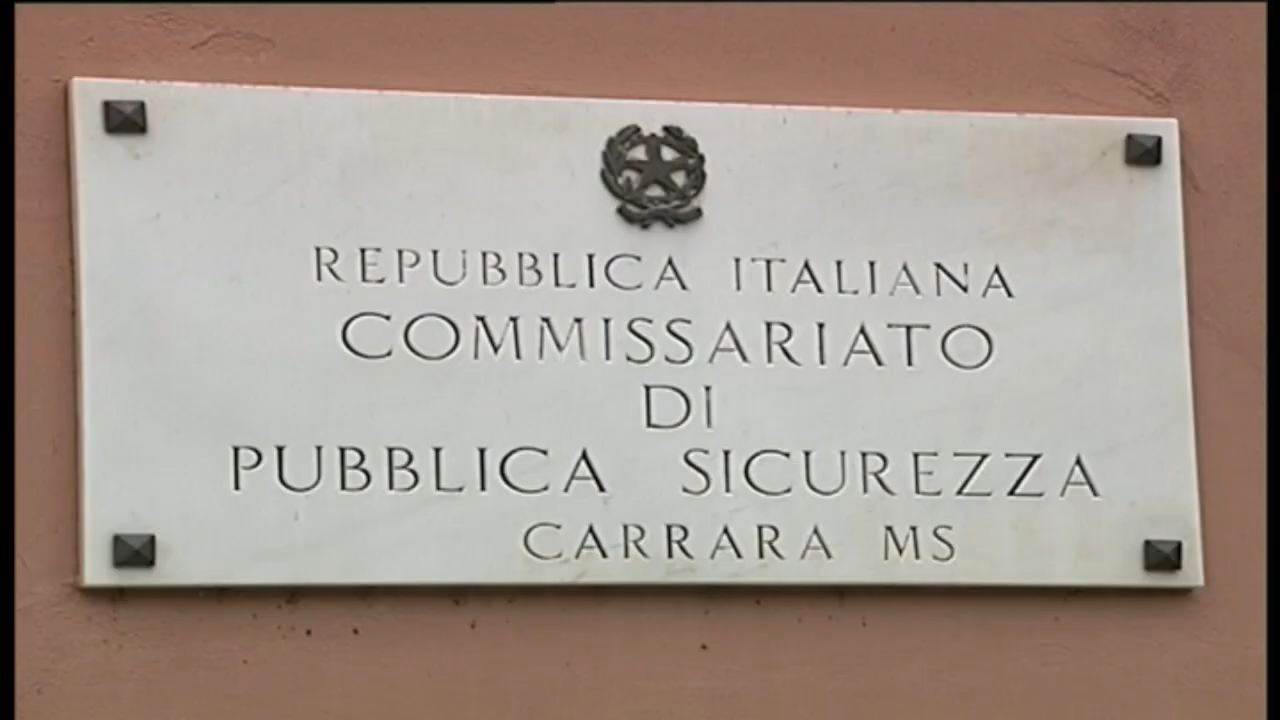 REPUBBLICA ITALIANA
COMMISSARIATO
DI
PUBBLICA SICUREZZA
CARRARA MS